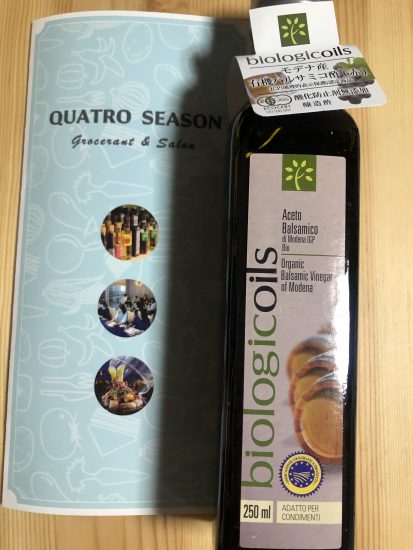 QUATRO SEASON
Grocerant & Salon
biologicoils
モデナ産
有機バルサミコ酢(赤)
酸化防止剤無添加
醸造酢
Aceto
Balsamico
di Modena IGP
Bio
Organic
Balsamic Vinegar
of Modena
biologicoils
250 ml
ADATTO PER
CONDIMENTI